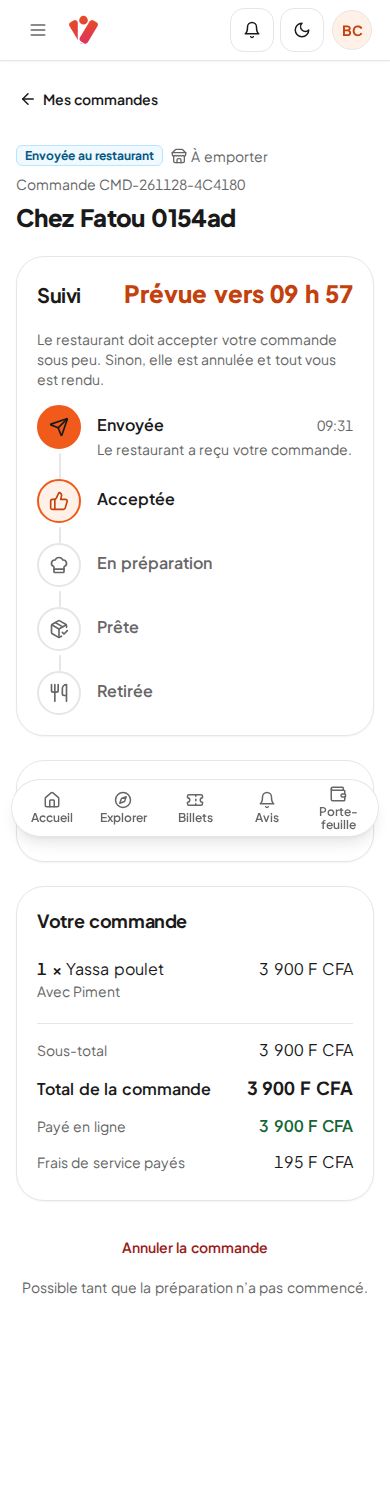 BC
Mes commandes
Envoyée au restaurant À emporter
Commande CMD-261128-4C4180
Chez Fatou 0154ad
Suivi Prévue vers 09 h 57
Le restaurant doit accepter votre commande
sous peu. Sinon, elle est annulée et tout vous
est rendu.
Envoyée 09:31
Le restaurant a reçu votre commande.
Acceptée
En préparation
Prête
Retirée
Accueil Explorer Billets Avis Porte-
feuille
Votre commande
1 × Yassa poulet 3 900 F CFA
Avec Piment
Sous-total 3 900 F CFA
Total de la commande 3 900 F CFA
Payé en ligne 3 900 F CFA
Frais de service payés 195 F CFA
Annuler la commande
Possible tant que la préparation n’a pas commencé.